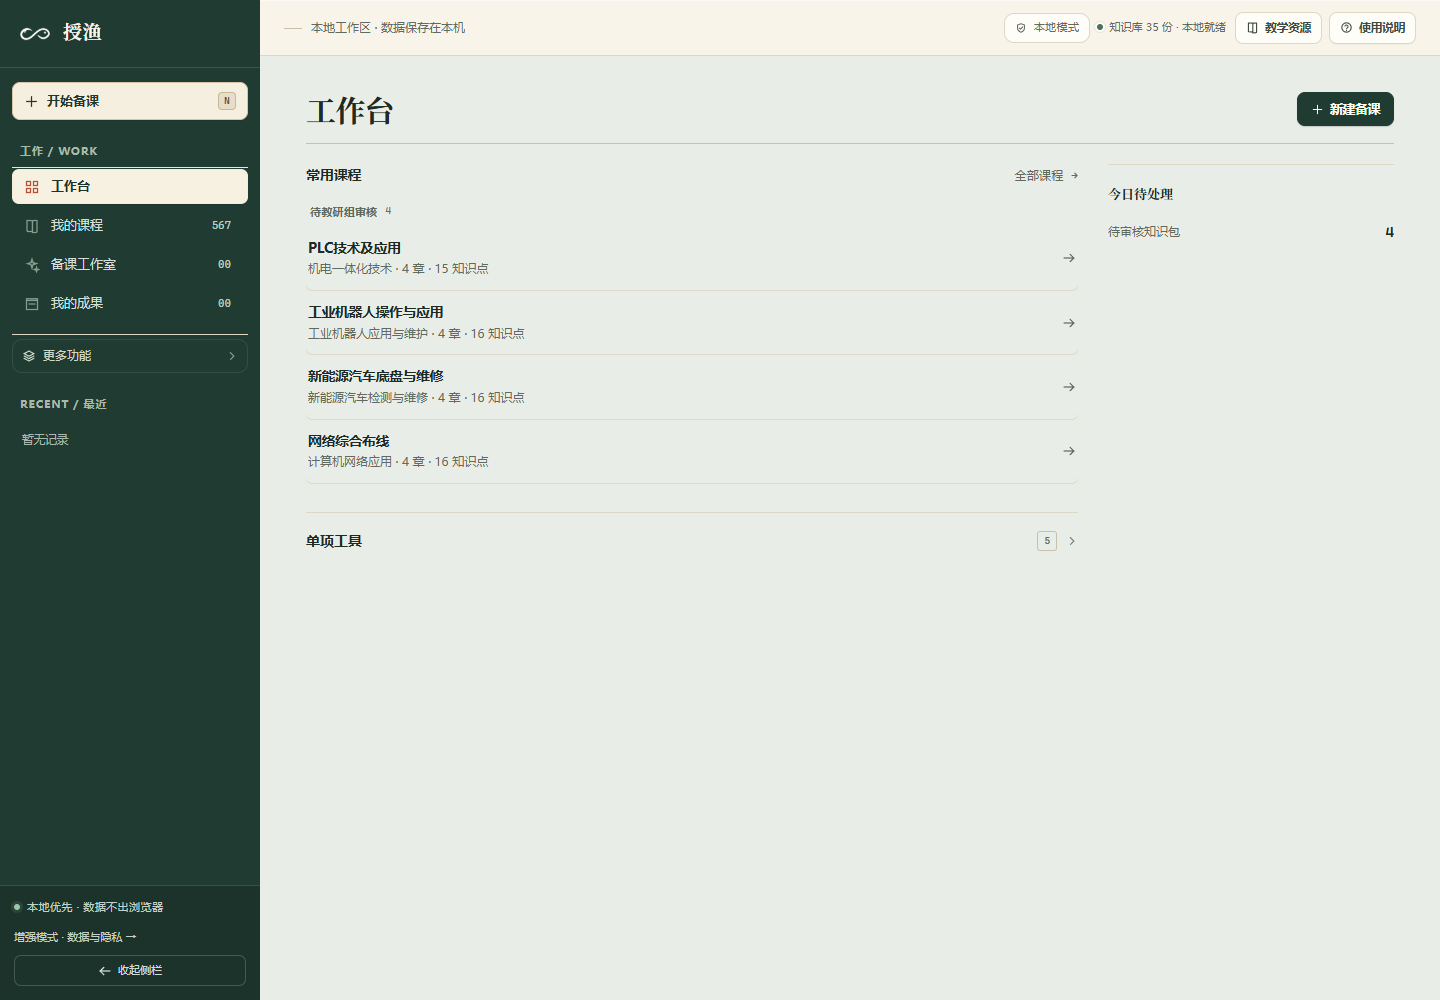 授渔
开始备课 N
工作 / WORK
工作台
我的课程 567
备课工作室 00
我的成果 00
更多功能
RECENT / 最近
暂无记录
本地优先 · 数据不出浏览器
增强模式 · 数据与隐私 →
收起侧栏
本地工作区 · 数据保存在本机
本地模式
知识库 35 份 · 本地就绪
教学资源
使用说明
工作台
新建备课
常用课程
全部课程 →
待教研组审核 4
PLC技术及应用
机电一体化技术 · 4 章 · 15 知识点
工业机器人操作与应用
工业机器人应用与维护 · 4 章 · 16 知识点
新能源汽车底盘与维修
新能源汽车检测与维修 · 4 章 · 16 知识点
网络综合布线
计算机网络应用 · 4 章 · 16 知识点
单项工具 5
今日待处理
待审核知识包 4